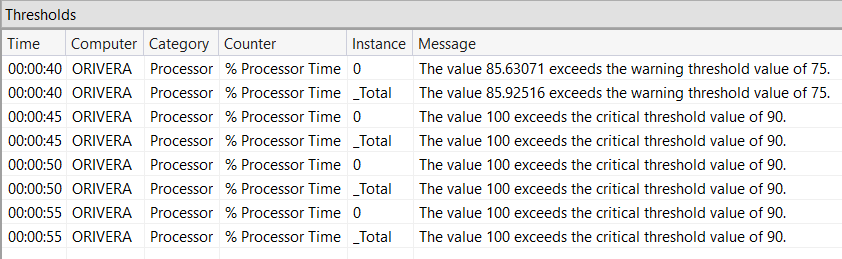 Thresholds
Time Computer Category Counter Instance Message
00:00:40 ORIVERA Processor % Processor Time 0 The value 85.63071 exceeds the warning threshold value of 75.
00:00:40 ORIVERA Processor % Processor Time _Total The value 85.92516 exceeds the warning threshold value of 75.
00:00:45 ORIVERA Processor % Processor Time 0 The value 100 exceeds the critical threshold value of 90.
00:00:45 ORIVERA Processor % Processor Time _Total The value 100 exceeds the critical threshold value of 90.
00:00:50 ORIVERA Processor % Processor Time 0 The value 100 exceeds the critical threshold value of 90.
00:00:50 ORIVERA Processor % Processor Time _Total The value 100 exceeds the critical threshold value of 90.
00:00:55 ORIVERA Processor % Processor Time 0 The value 100 exceeds the critical threshold value of 90.
00:00:55 ORIVERA Processor % Processor Time _Total The value 100 exceeds the critical threshold value of 90.